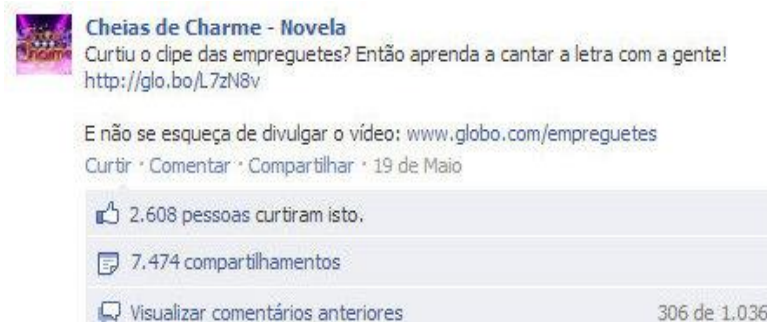 Cheias de Charme - Novela
Curtiu o clipe das empreguetes? Então aprenda a cantar a letra com a gente!
http://glo.bo/L7zN8v
E não se esqueça de divulgar o vídeo: www.globo.com/empreguetes
Curtir · Comentar · Compartilhar · 19 de Maio
2.608 pessoas curtiram isto.
7.474 compartilhamentos
Visualizar comentários anteriores 306 de 1.036